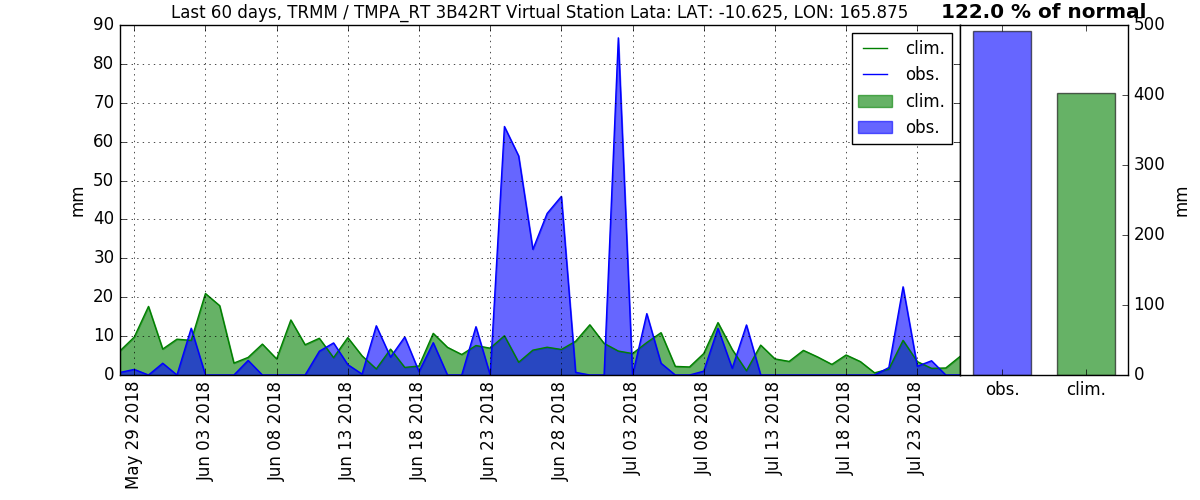 Last 60 days, TRMM / TMPA_RT 3B42RT Virtual Station Lata: LAT: -10.625, LON: 165.875
122.0 % of normal
90
80
70
60
50
40
30
20
10
0
mm
clim.
obs.
clim.
obs.
May 29 2018
Jun 03 2018
Jun 08 2018
Jun 13 2018
Jun 18 2018
Jun 23 2018
Jun 28 2018
Jul 03 2018
Jul 08 2018
Jul 13 2018
Jul 18 2018
Jul 23 2018
500
400
300
200
100
0
mm
obs.
clim.